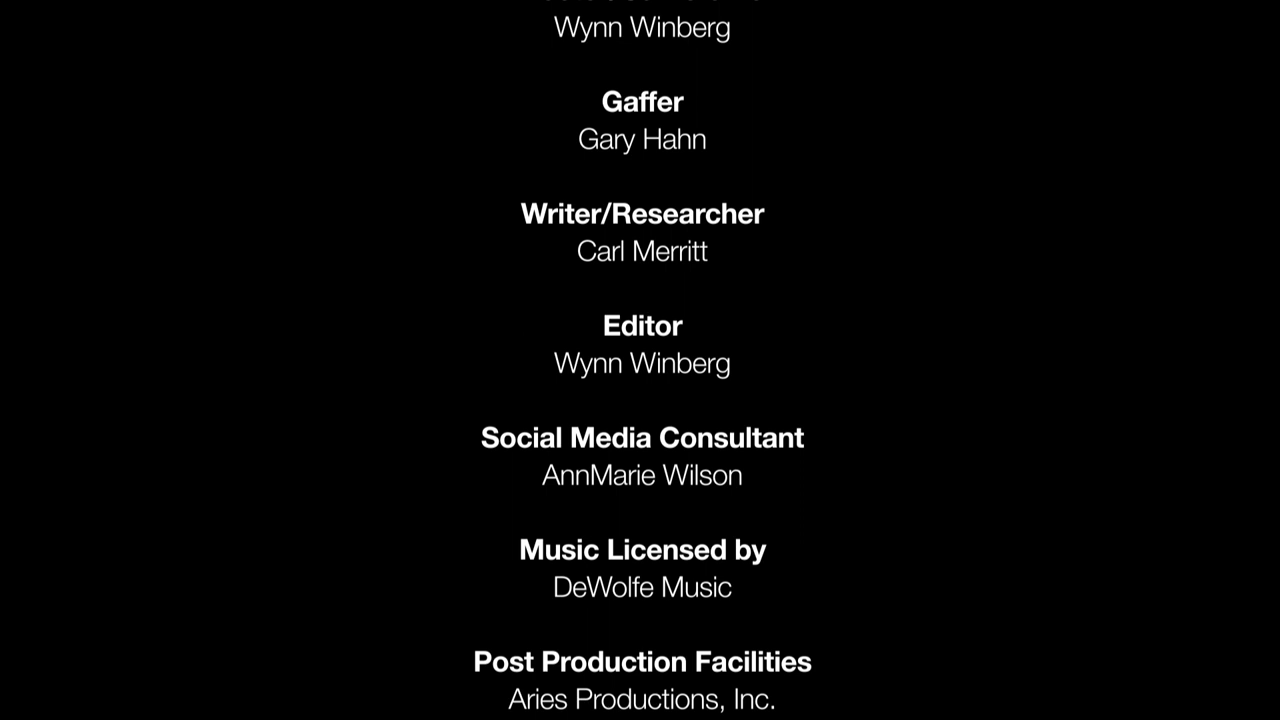 Wynn Winberg
Gaffer
Gary Hahn
Writer/Researcher
Carl Merritt
Editor
Wynn Winberg
Social Media Consultant
AnnMarie Wilson
Music Licensed by
DeWolfe Music
Post Production Facilities
Aries Productions, Inc.